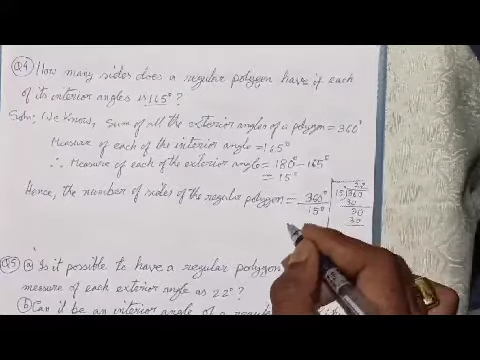 Q4 How many sides does a regular polygon have if each
of its interior angles is 165°?
Soln: We know, Sum of all the exterior angles of a polygon = 360°
Measure of each of the interior angle = 165°
∴ Measure of each of the exterior angle = 180° - 165°
= 15°
Hence, the number of sides of the regular polygon = 360°
15°
15 360
30
30
Q5 a Is it possible to have a regular polygon
measure of each exterior angle as 22°?
b Can it be an interior angle of a